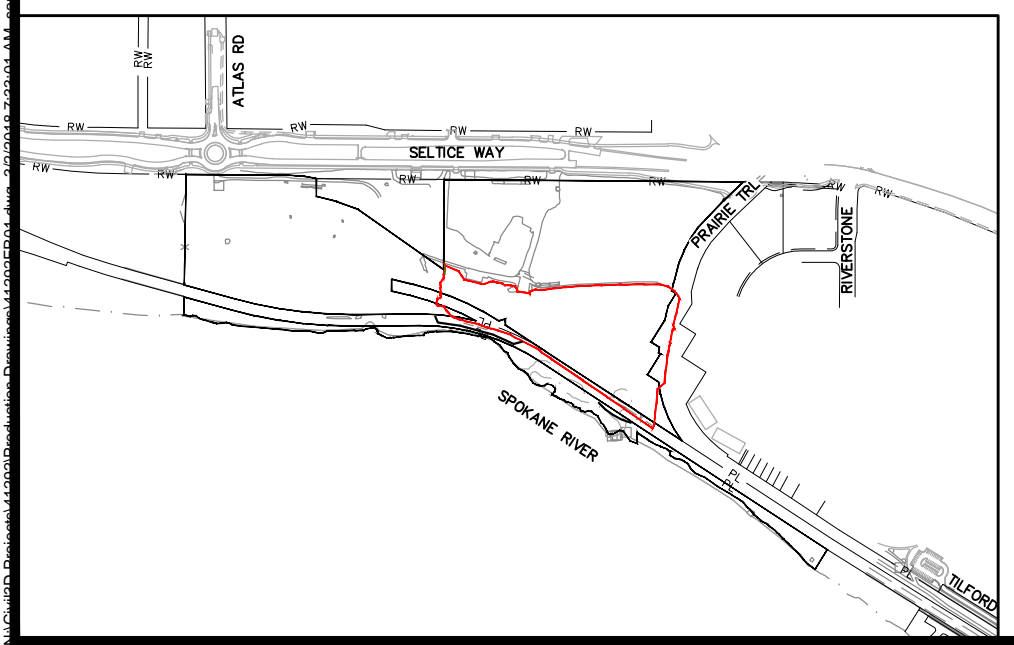 RW
RW
ATLAS RD
RW
RW
RW
RW
SELTICE WAY
RW
RW
RW
RW
RW
RW
RW
PRAIRIE TRL
RIVERSTONE
PL
SPOKANE RIVER
PL
PL
PL
TILFORD